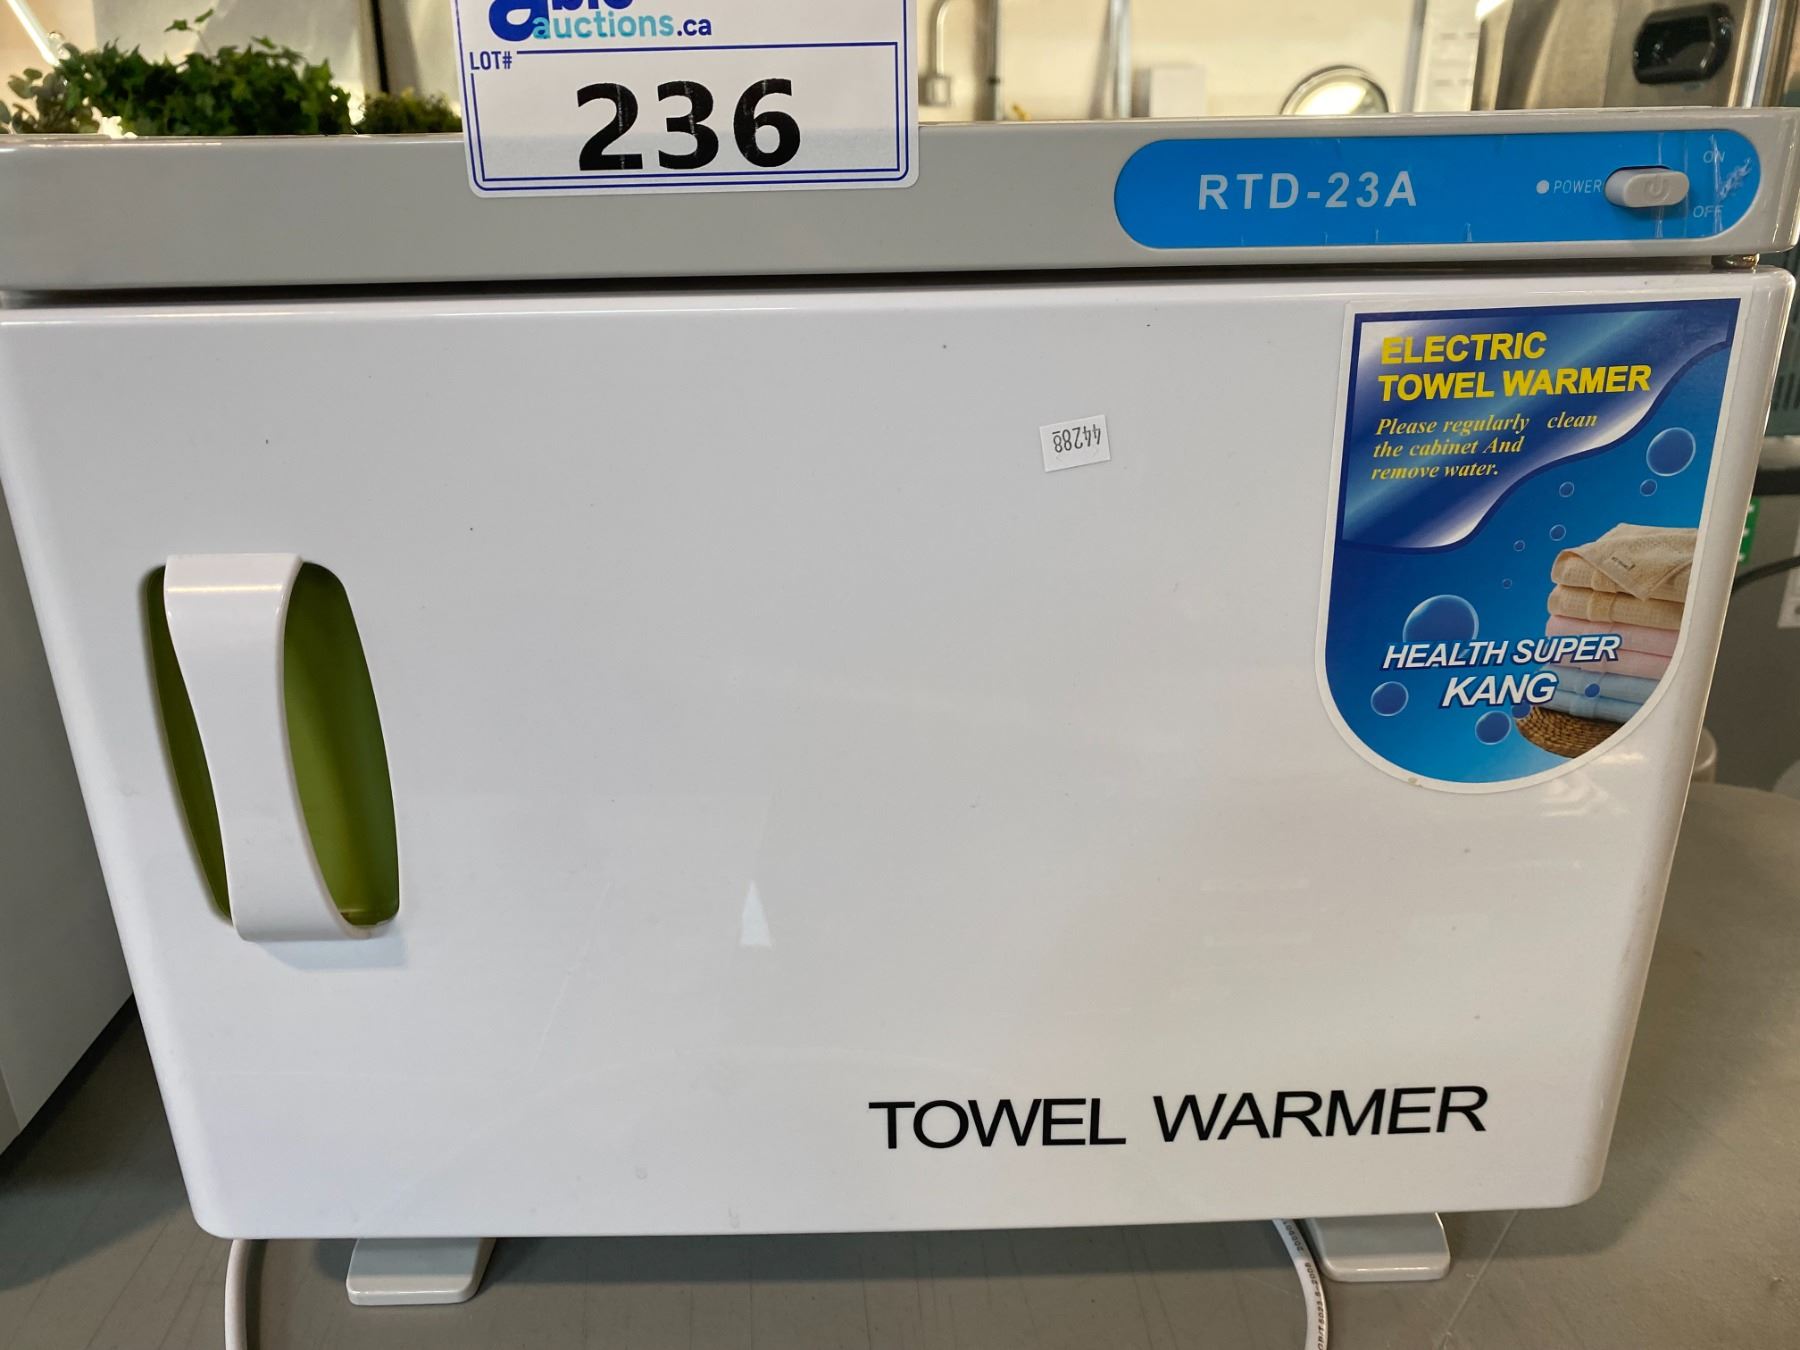 auctions.ca
LOT#
236
RTD-23A
POWER
ON
OFF
ELECTRIC
TOWEL WARMER
Please regularly clean
the cabinet And
remove water.
44288
HEALTH SUPER
KANG
TOWEL WARMER